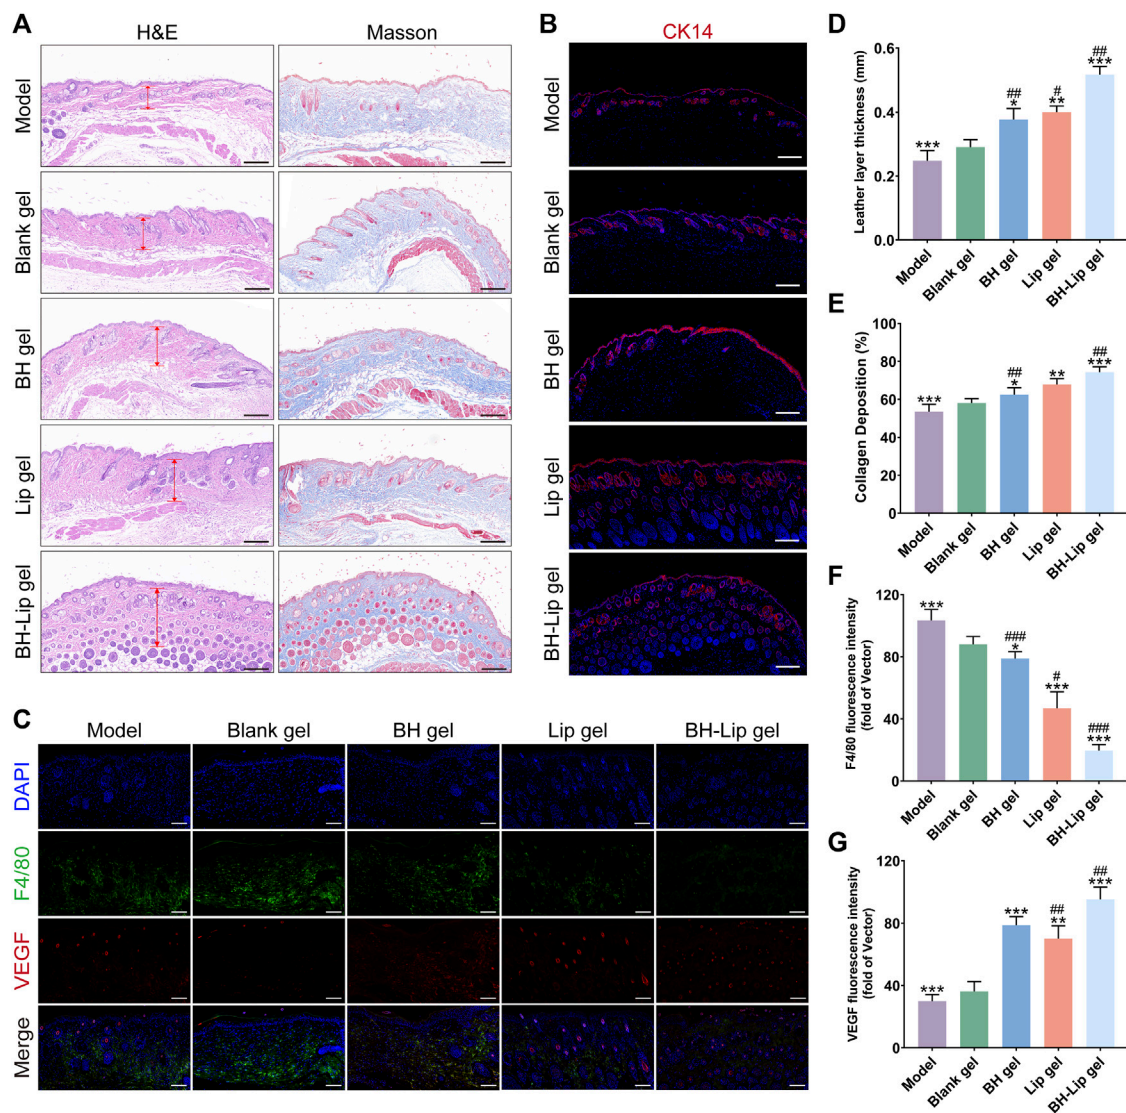 A
H&E
Masson
Model
Blank gel
BH gel
Lip gel
BH-Lip gel
B
CK14
Model
Blank gel
BH gel
Lip gel
BH-Lip gel
C
Model
Blank gel
BH gel
Lip gel
BH-Lip gel
DAPI
F4/80
VEGF
Merge
D
Leather layer thickness (mm)
0.6
0.4
0.2
0.0
***
##
*
#
**
##
***
Model
Blank gel
BH gel
Lip gel
BH-Lip gel
E
Collagen Deposition (%)
100
80
60
40
20
0
***
##
*
**
##
***
Model
Blank gel
BH gel
Lip gel
BH-Lip gel
F
F4/80 fluorescence intensity
(fold of Vector)
120
80
40
0
***
###
*
#
***
###
***
Model
Blank gel
BH gel
Lip gel
BH-Lip gel
G
VEGF fluorescence intensity
(fold of Vector)
120
80
40
0
***
***
##
**
##
***
Model
Blank gel
BH gel
Lip gel
BH-Lip gel